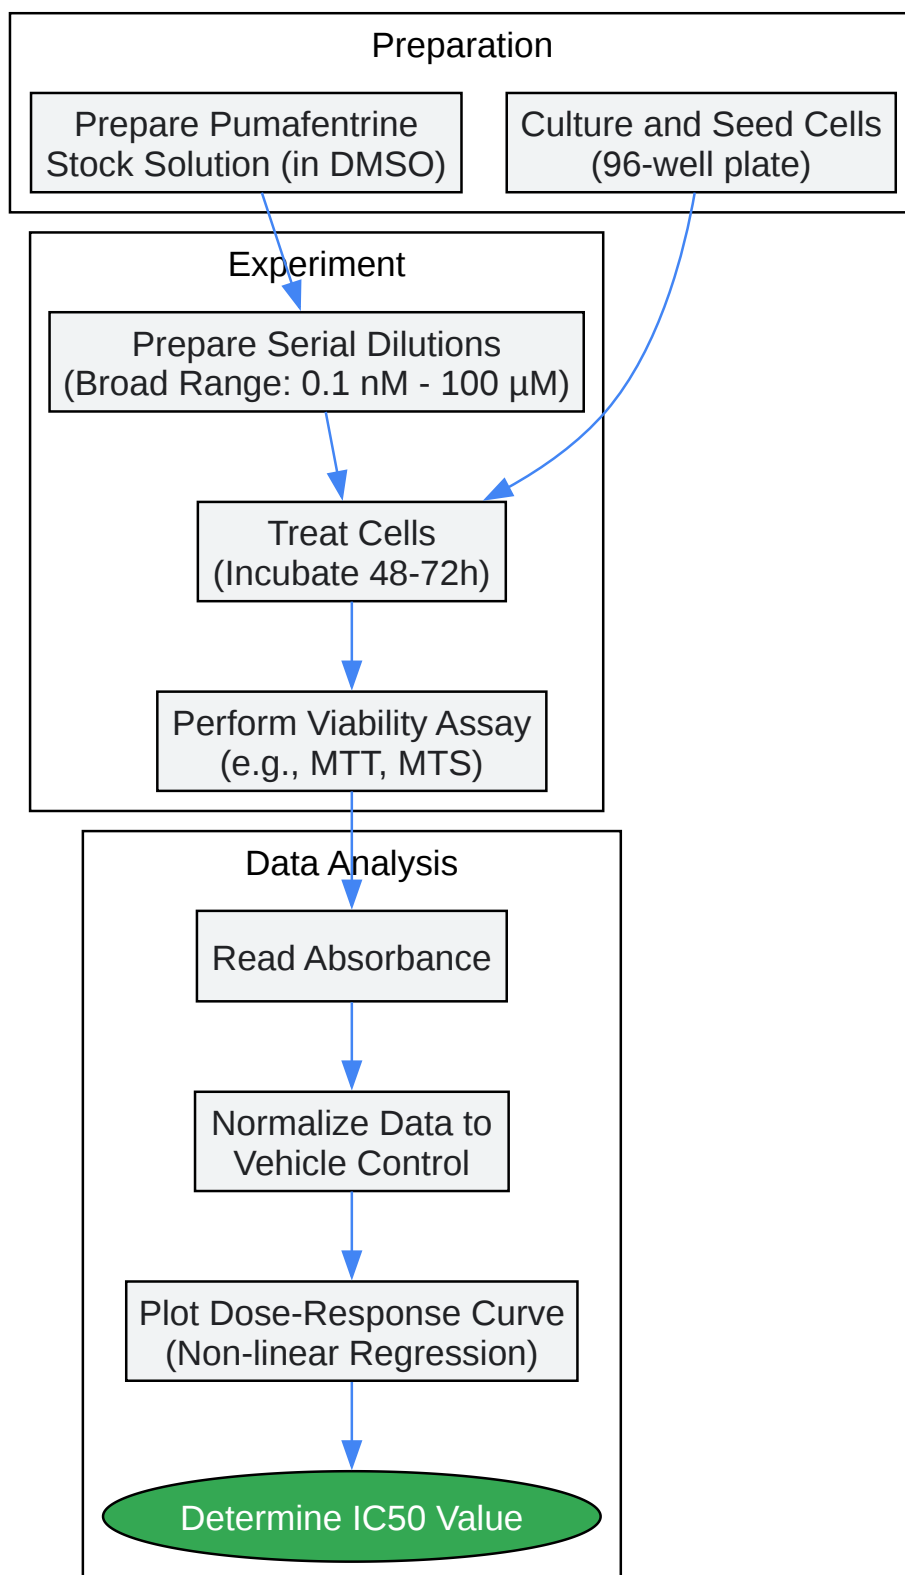 Preparation
Prepare Pumafentrine
Stock Solution (in DMSO)
Culture and Seed Cells
(96-well plate)
Experiment
Prepare Serial Dilutions
(Broad Range: 0.1 nM - 100 µM)
Treat Cells
(Incubate 48-72h)
Perform Viability Assay
(e.g., MTT, MTS)
Data Analysis
Read Absorbance
Normalize Data to
Vehicle Control
Plot Dose-Response Curve
(Non-linear Regression)
Determine IC50 Value